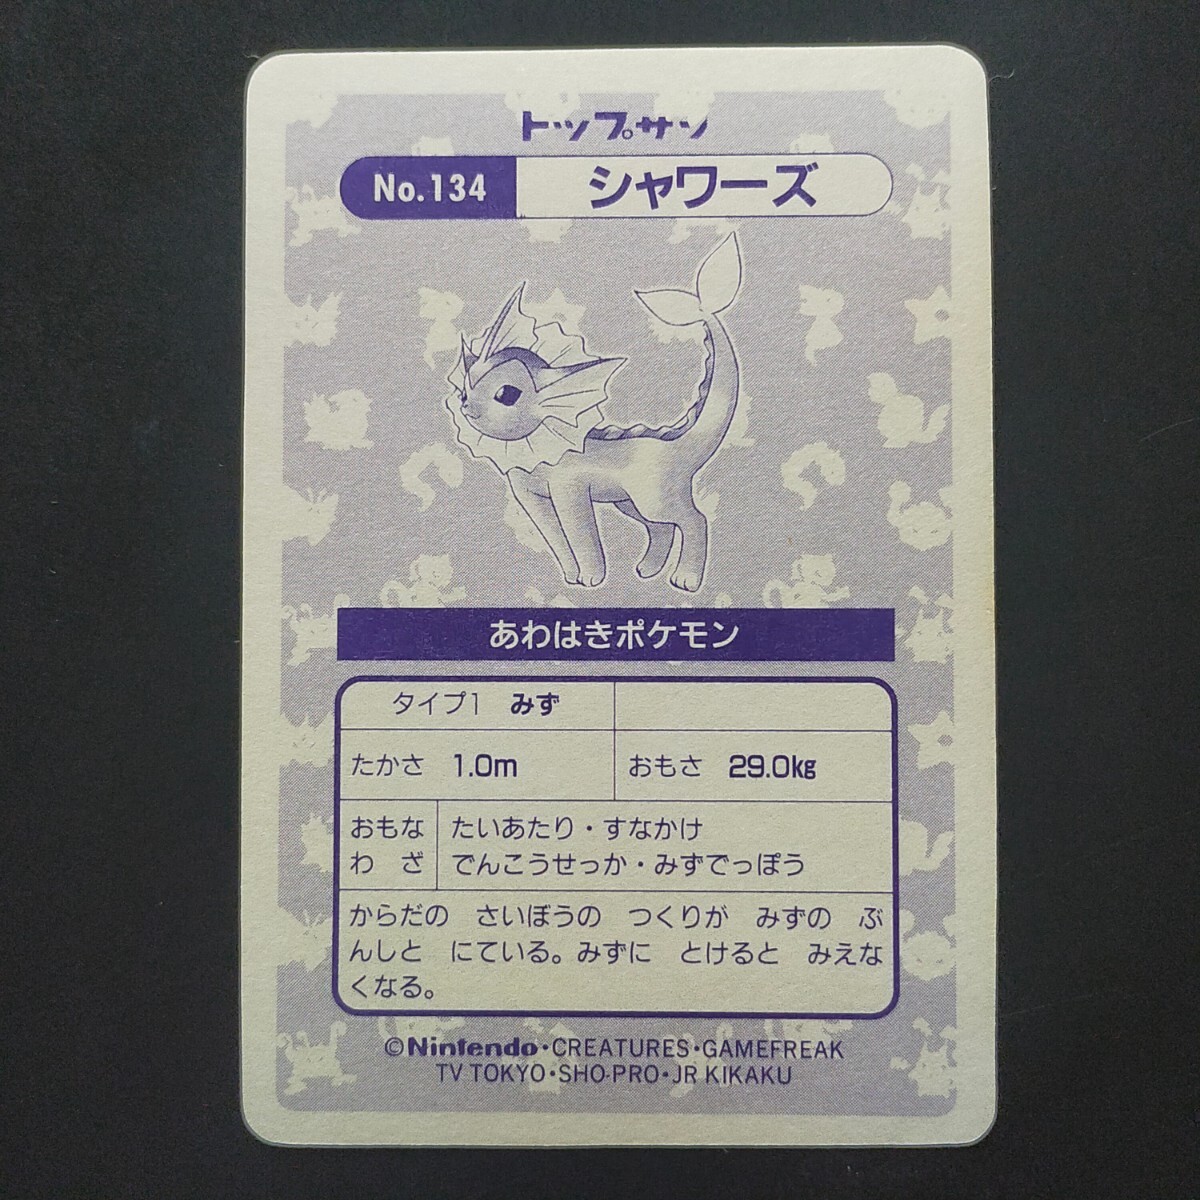 トップサン
No.134 シャワーズ
あわはきポケモン
タイプ1 みず
たかさ 1.0m おもさ 29.0kg
おもな わざ たいあたり・すなかけ
でんこうせっか・みずでっぽう
からだの さいぼうの つくりが みずの ぶ
んしと にている。みずに とけると みえな
くなる。
©Nintendo・CREATURES・GAMEFREAK
TV TOKYO・SHO-PRO・JR KIKAKU